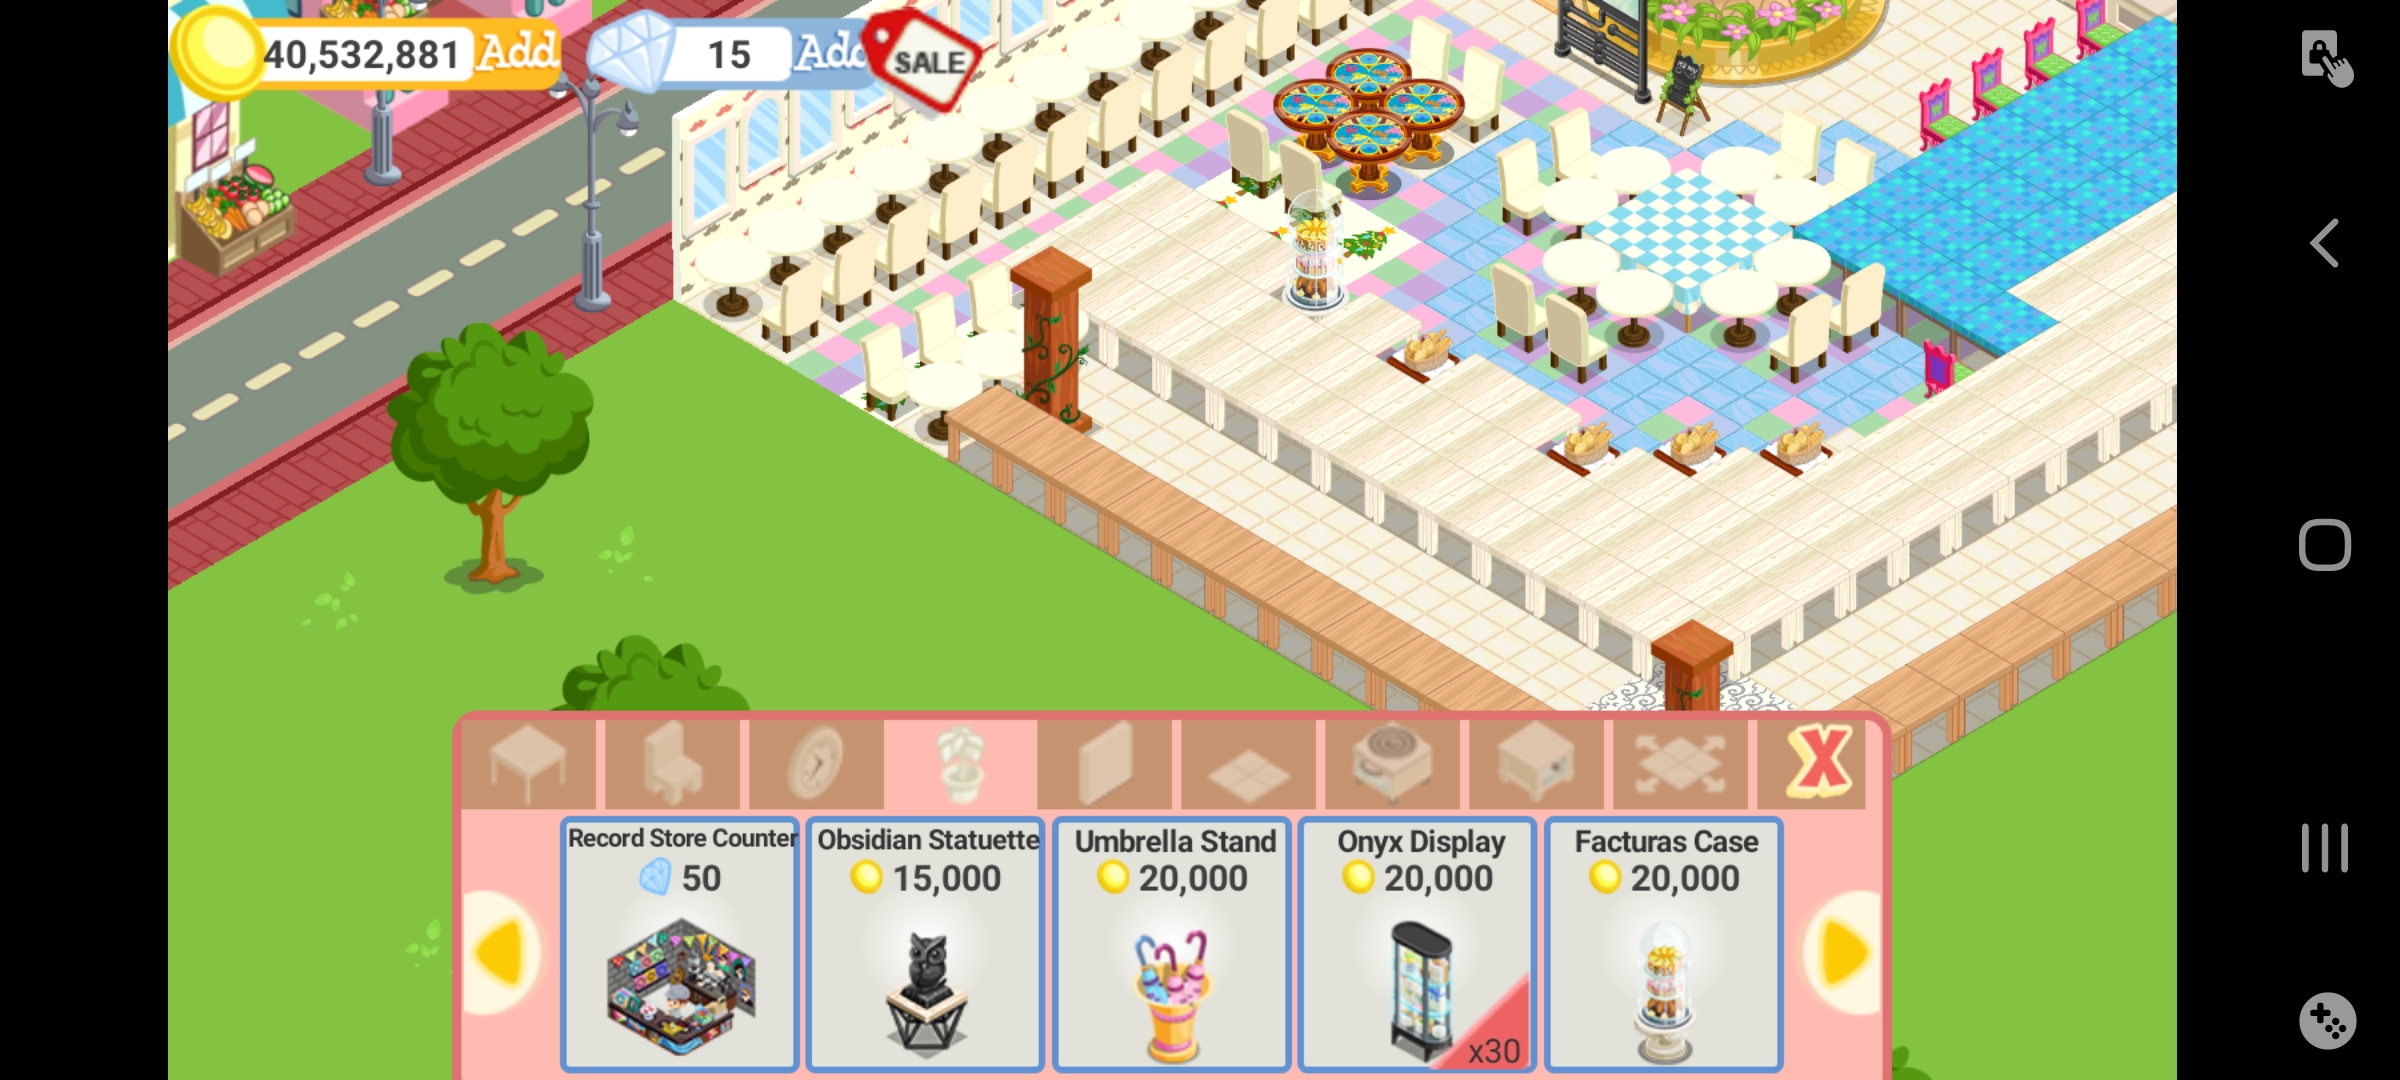 40,532,881 Add
15 Add
SALE
MENU
Record Store Counter
50
Obsidian Statuette
15,000
Umbrella Stand
20,000
Onyx Display
20,000
x30
Facturas Case
20,000
X